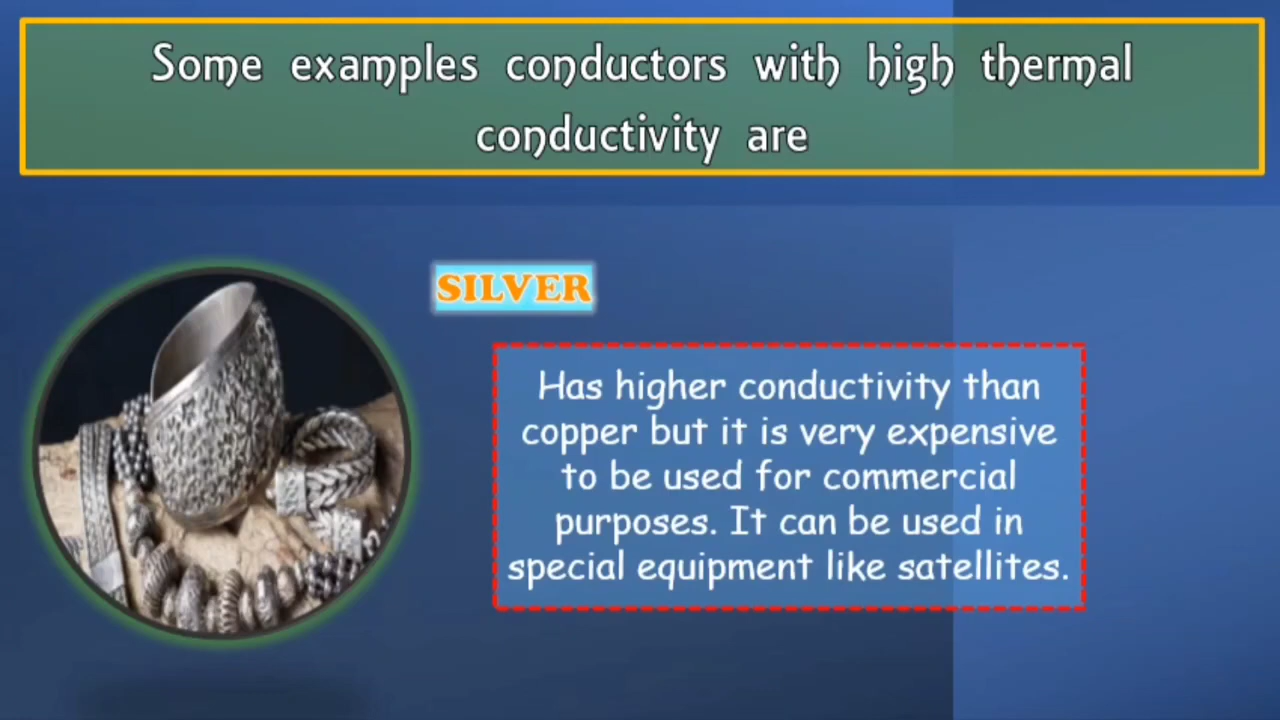 Some examples conductors with high thermal
conductivity are
SILVER
Has higher conductivity than
copper but it is very expensive
to be used for commercial
purposes. It can be used in
special equipment like satellites.